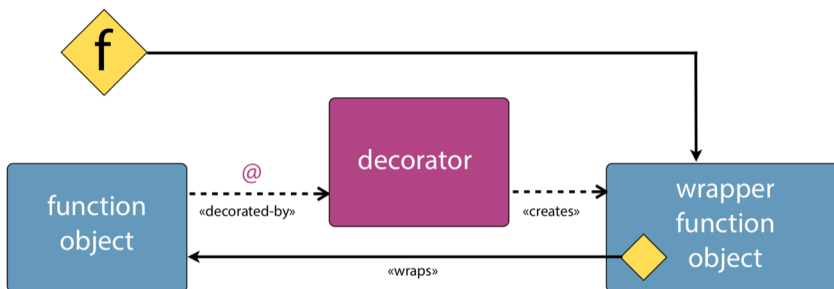 f
@
decorator
function
object
«decorated-by»
«creates»
wrapper
function
object
«wraps»